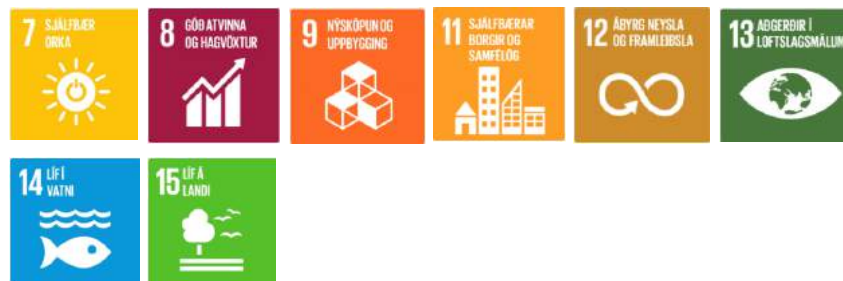 7 SJÁLFBÆR
ORKA
8 GÓÐ ATVINNA
OG HAGVÖXTUR
9 NÝSKÖPUN OG
UPPBYGGING
11 SJÁLFBÆRAR
BORGIR OG
SAMFÉLÖG
12 ÁBYRG NEYSLA
OG FRAMLEIÐSLA
13 AÐGERÐIR Í
LOFTSLAGSMÁLUM
14 LÍF Í
VATNI
15 LÍF Á
LANDI